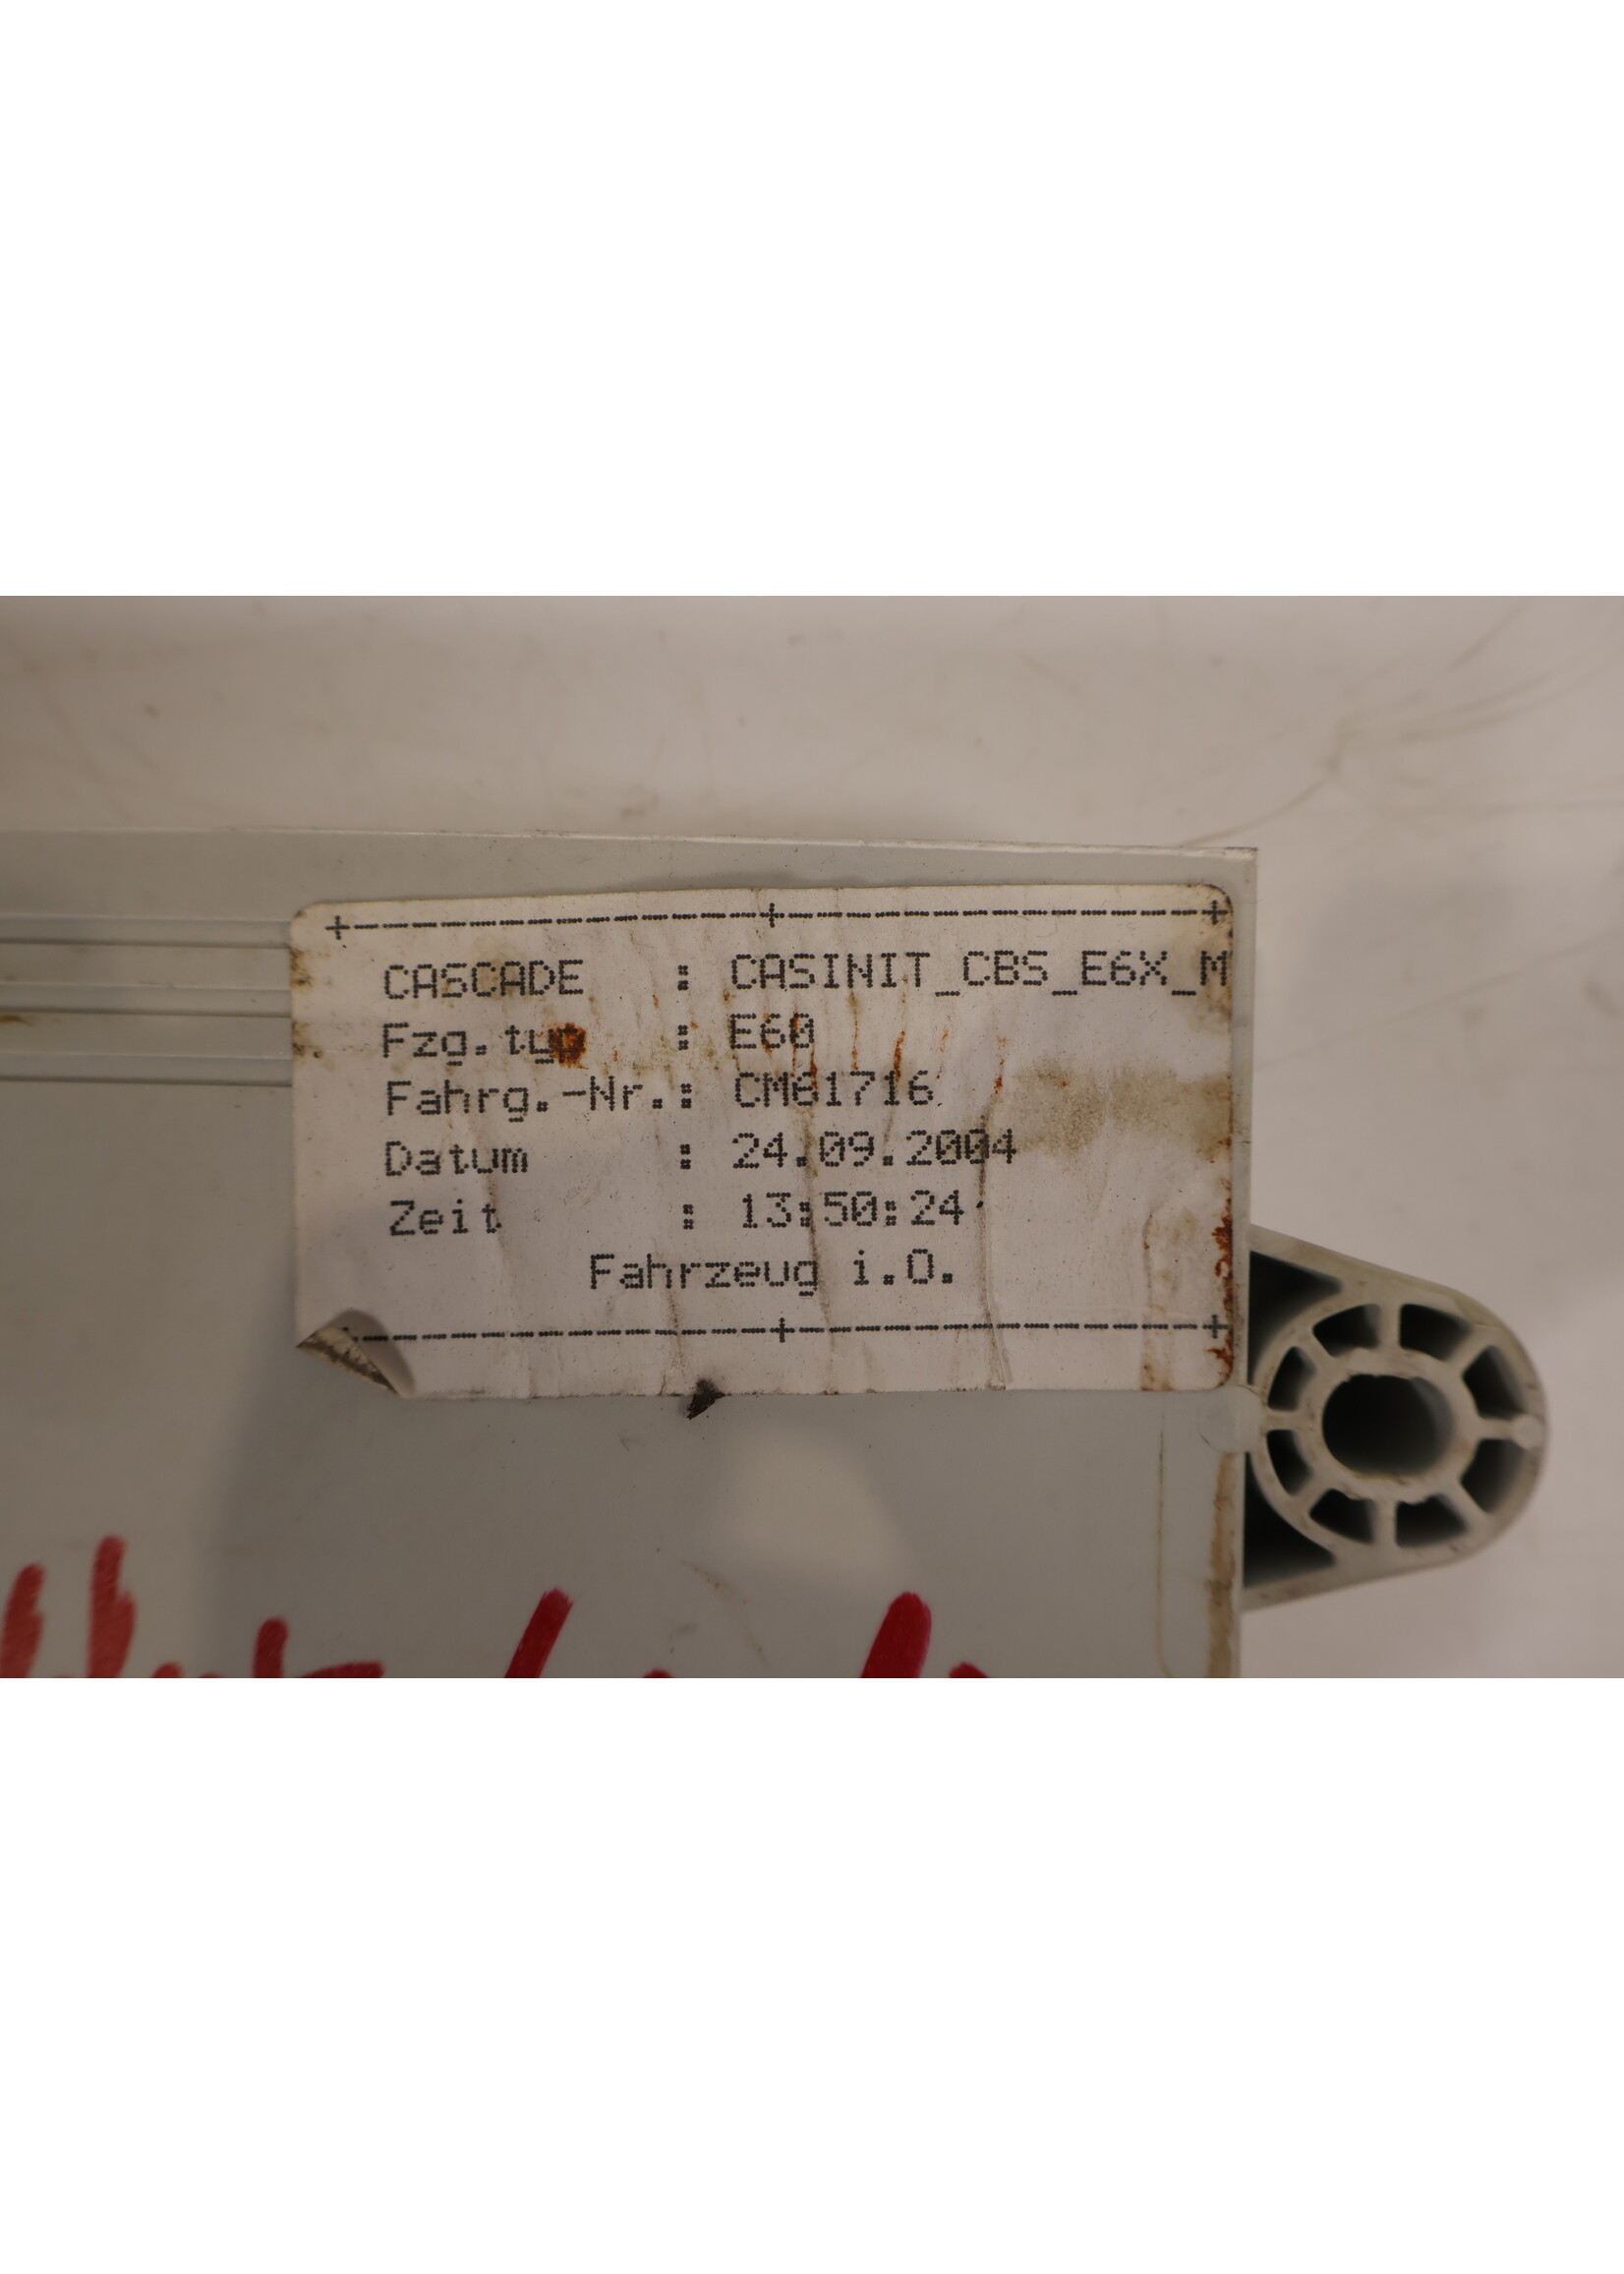 CASCADE : CASINIT_CBS_E6X_M
Fzg.typ : E60
Fahrg.-Nr.: CM61716
Datum : 24.09.2004
Zeit : 13:50:24
Fahrzeug i.O.